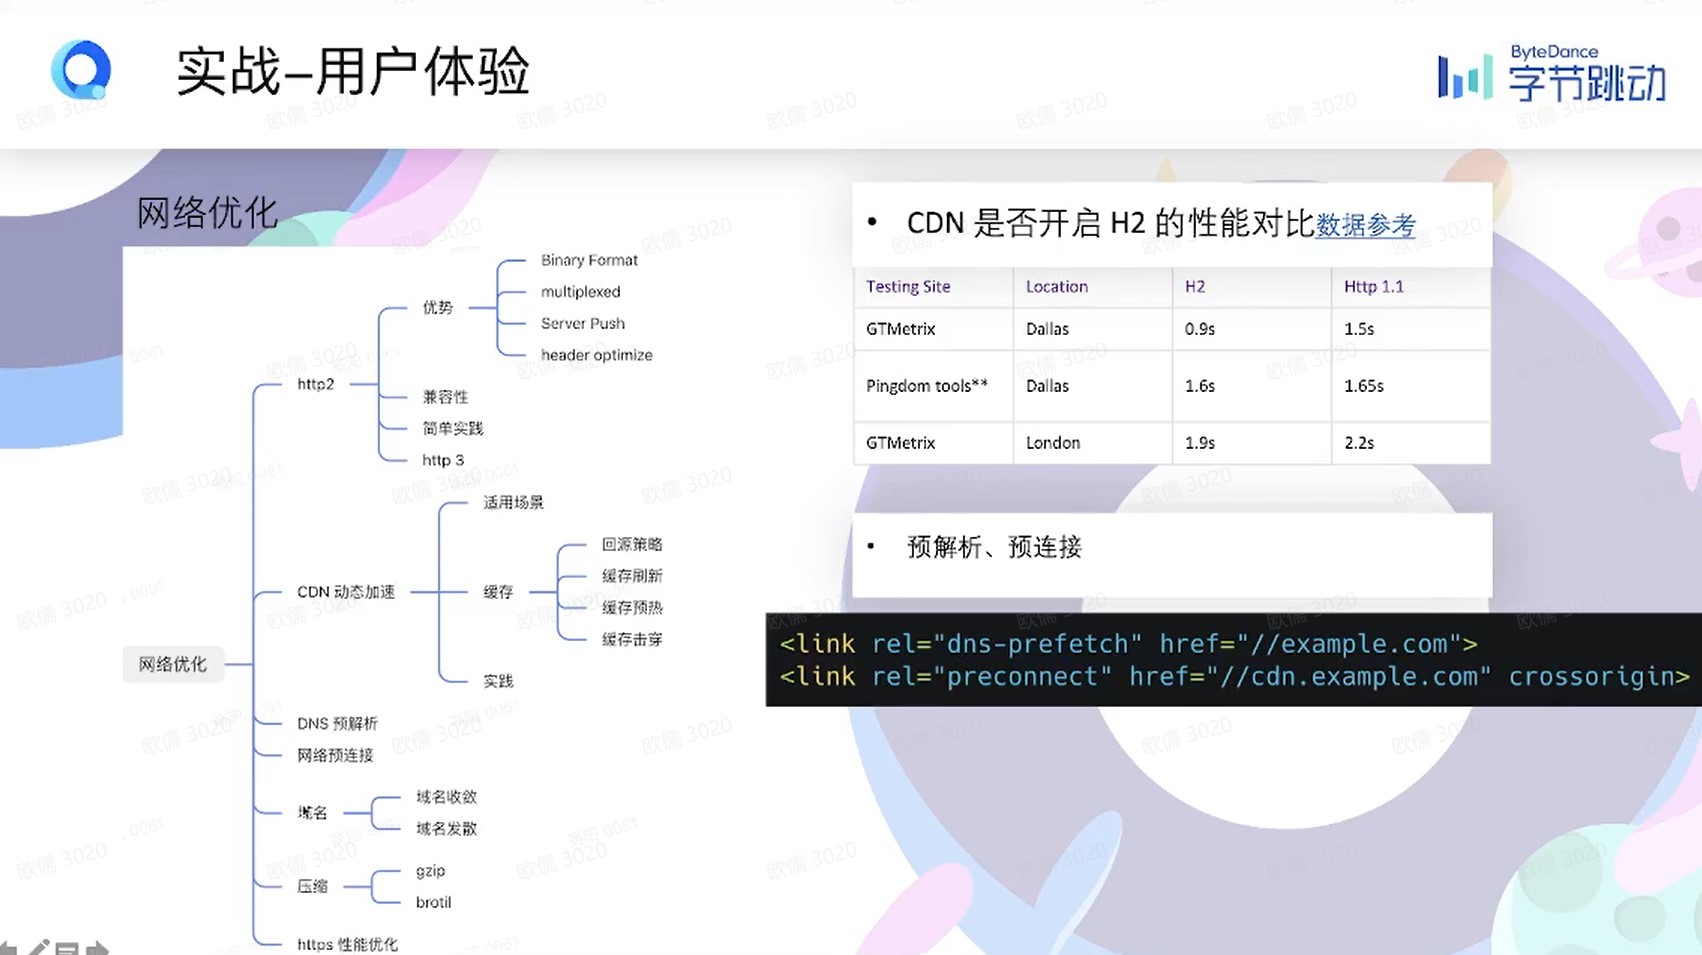 实战–用户体验
ByteDance
字节跳动
网络优化
网络优化
http2
优势
Binary Format
multiplexed
Server Push
header optimize
兼容性
简单实践
http 3
CDN 动态加速
适用场景
缓存
回源策略
缓存刷新
缓存预热
缓存击穿
实践
DNS 预解析
网络预连接
域名
域名收敛
域名发散
压缩
gzip
brotil
https 性能优化
• CDN 是否开启 H2 的性能对比数据参考
Testing Site Location H2 Http 1.1
GTMetrix Dallas 0.9s 1.5s
Pingdom tools** Dallas 1.6s 1.65s
GTMetrix London 1.9s 2.2s
• 预解析、预连接
<link rel="dns-prefetch" href="//example.com">
<link rel="preconnect" href="//cdn.example.com" crossorigin>
欧儒 3020